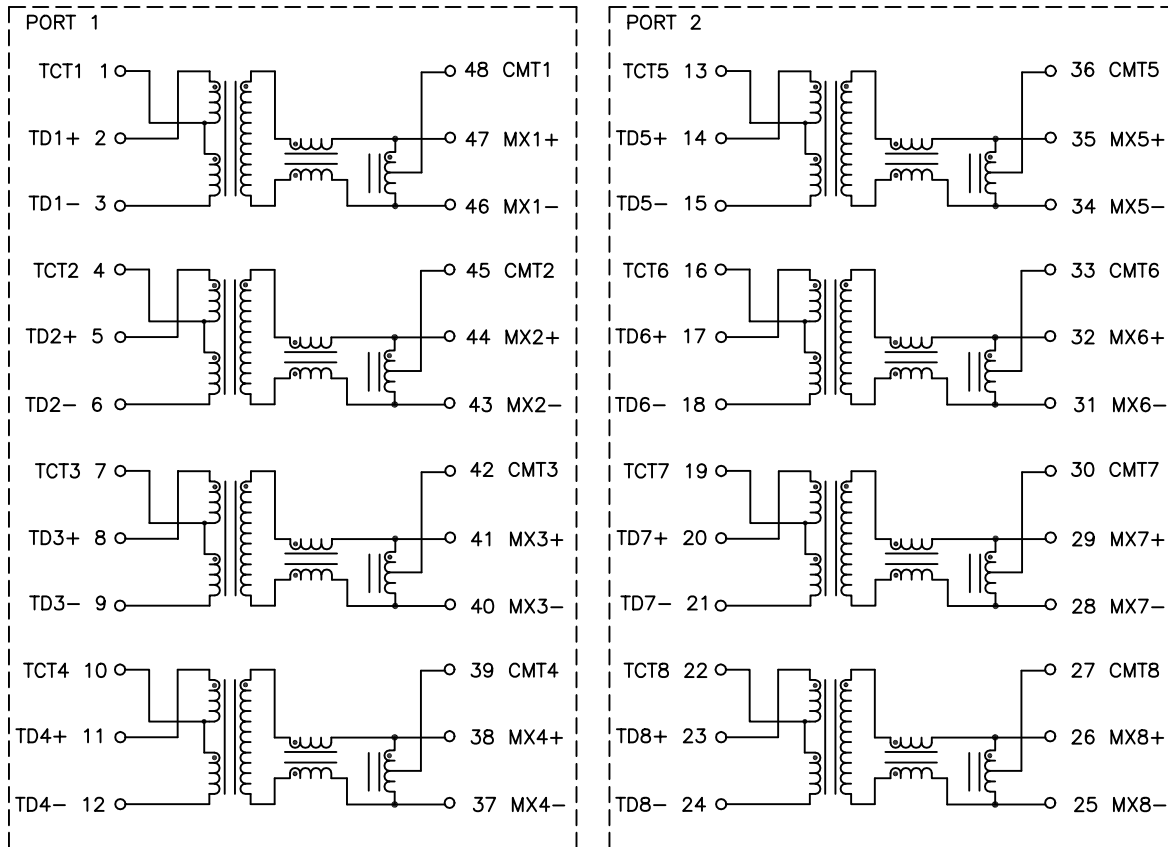 PORT 1
TCT1 1
48 CMT1
TD1+ 2
47 MX1+
TD1− 3
46 MX1−
TCT2 4
45 CMT2
TD2+ 5
44 MX2+
TD2− 6
43 MX2−
TCT3 7
42 CMT3
TD3+ 8
41 MX3+
TD3− 9
40 MX3−
TCT4 10
39 CMT4
TD4+ 11
38 MX4+
TD4− 12
37 MX4−
PORT 2
TCT5 13
36 CMT5
TD5+ 14
35 MX5+
TD5− 15
34 MX5−
TCT6 16
33 CMT6
TD6+ 17
32 MX6+
TD6− 18
31 MX6−
TCT7 19
30 CMT7
TD7+ 20
29 MX7+
TD7− 21
28 MX7−
TCT8 22
27 CMT8
TD8+ 23
26 MX8+
TD8− 24
25 MX8−